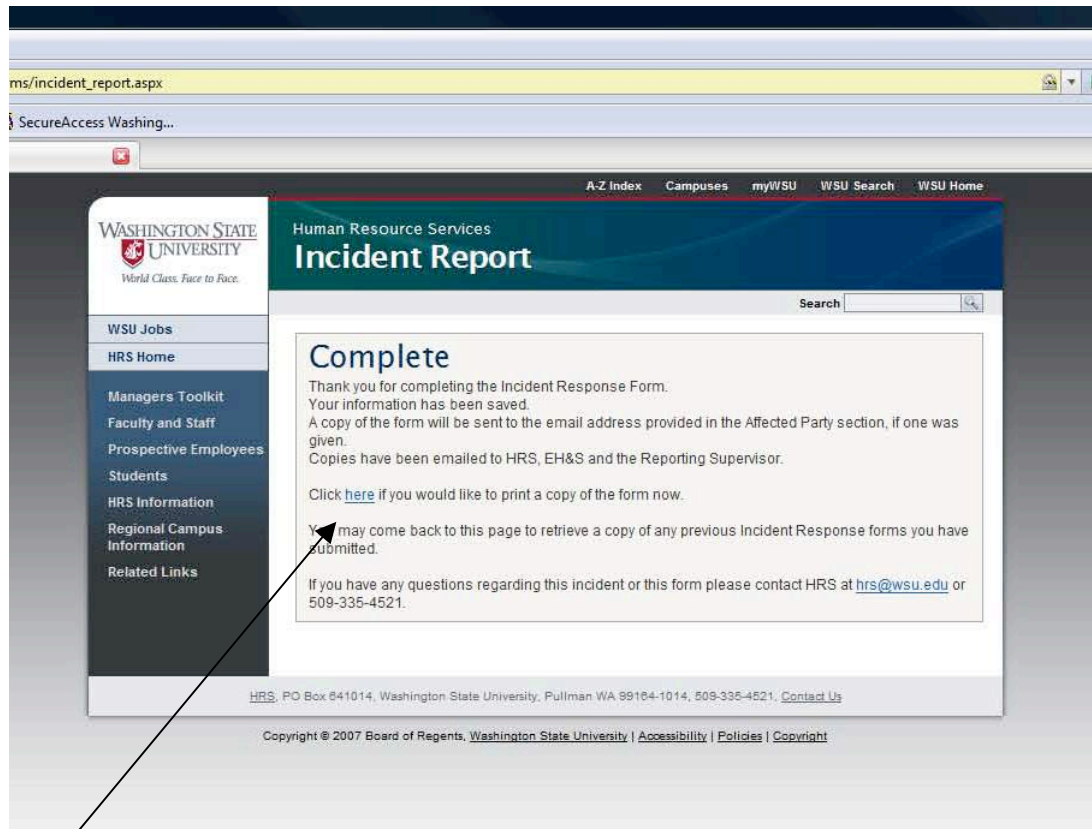 ms/incident_report.aspx
SecureAccess Washing...
A-Z Index Campuses myWSU WSU Search WSU Home
WASHINGTON STATE
UNIVERSITY
World Class. Face to Face.
Human Resource Services
Incident Report
Search
WSU Jobs
HRS Home
Managers Toolkit
Faculty and Staff
Prospective Employees
Students
HRS Information
Regional Campus
Information
Related Links
Complete
Thank you for completing the Incident Response Form.
Your information has been saved.
A copy of the form will be sent to the email address provided in the Affected Party section, if one was
given.
Copies have been emailed to HRS, EH&S and the Reporting Supervisor.
Click here if you would like to print a copy of the form now.
You may come back to this page to retrieve a copy of any previous Incident Response forms you have
submitted.
If you have any questions regarding this incident or this form please contact HRS at hrs@wsu.edu or
509-335-4521.
HRS, PO Box 641014, Washington State University, Pullman WA 99164-1014, 509-335-4521, Contact Us
Copyright © 2007 Board of Regents, Washington State University | Accessibility | Policies | Copyright